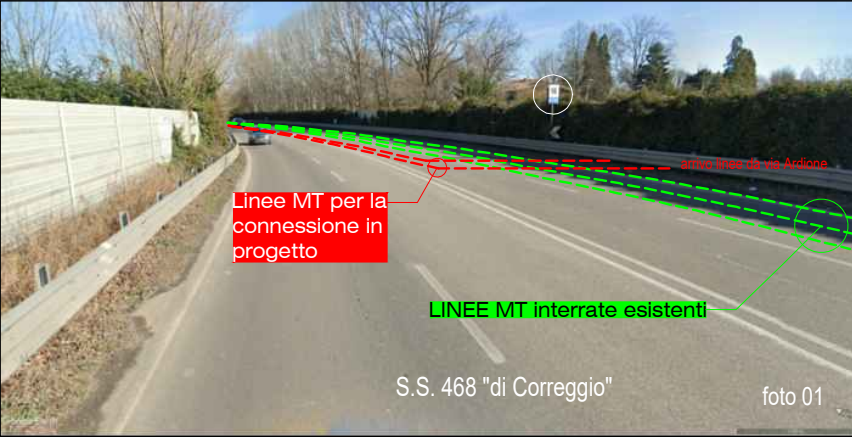 arrivo linee da via Ardione
Linee MT per la
connessione in
progetto
LINEE MT interrate esistenti
S.S. 468 "di Correggio"
foto 01